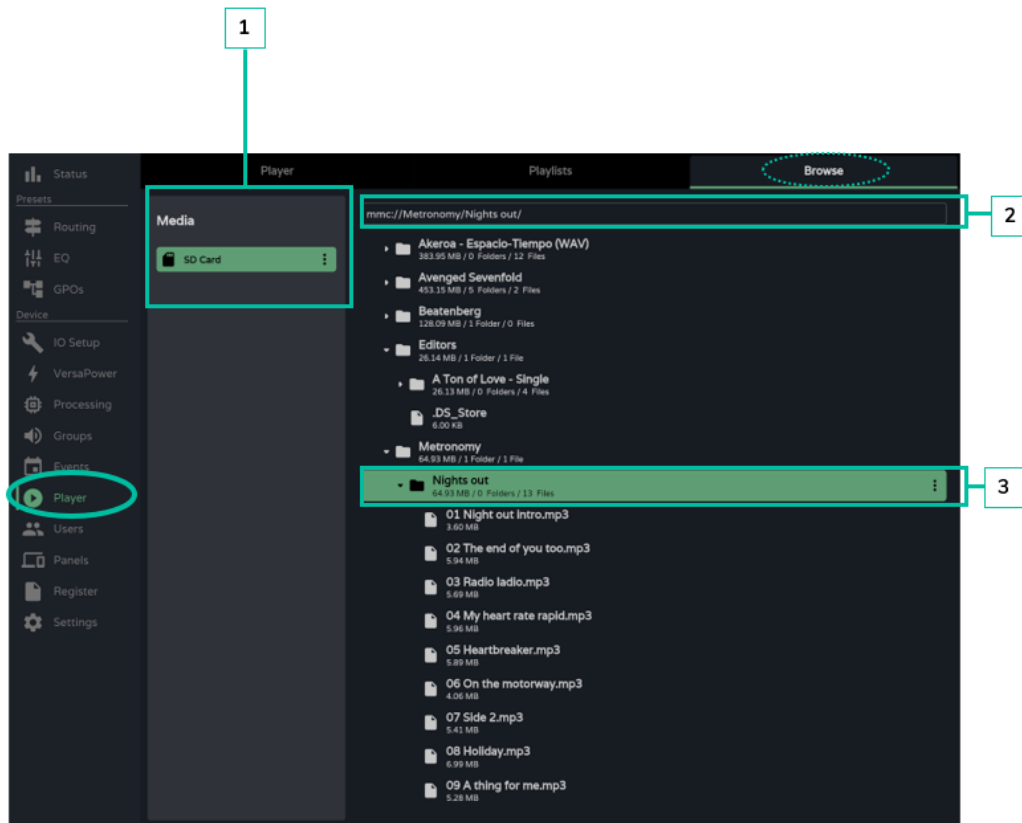 1
Status
Presets
Routing
EQ
GPOs
Device
IO Setup
VersaPower
Processing
Groups
Events
Player
Users
Panels
Register
Settings
Player
Playlists
Browse
Media
SD Card
mmc://Metronomy/Nights out/
2
Akeroa - Espacio-Tiempo (WAV)
383.95 MB / 0 Folders / 12 Files
Avenged Sevenfold
453.15 MB / 5 Folders / 2 Files
Beatenberg
128.09 MB / 1 Folder / 0 Files
Editors
26.14 MB / 1 Folder / 1 File
A Ton of Love - Single
26.13 MB / 0 Folders / 4 Files
.DS_Store
6.00 KB
Metronomy
64.93 MB / 1 Folder / 1 File
Nights out
64.93 MB / 0 Folders / 13 Files
3
01 Night out intro.mp3
3.60 MB
02 The end of you too.mp3
5.94 MB
03 Radio ladio.mp3
5.69 MB
04 My heart rate rapid.mp3
5.96 MB
05 Heartbreaker.mp3
5.89 MB
06 On the motorway.mp3
4.06 MB
07 Side 2.mp3
5.41 MB
08 Holiday.mp3
6.99 MB
09 A thing for me.mp3
5.28 MB